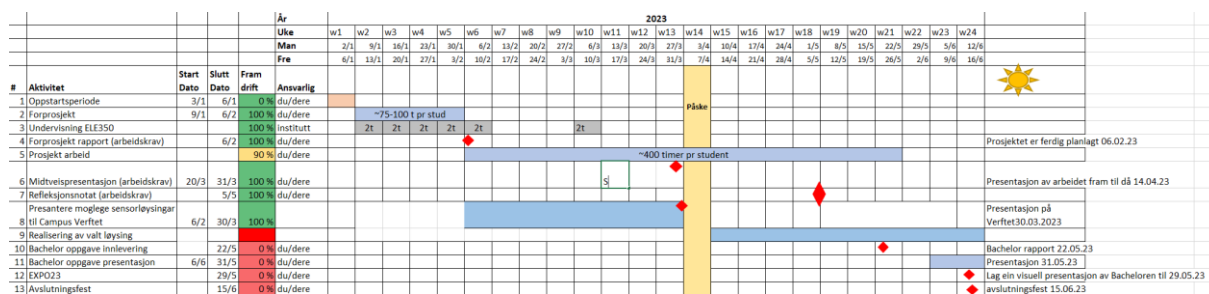 År 2023
Uke w1 w2 w3 w4 w5 w6 w7 w8 w9 w10 w11 w12 w13 w14 w15 w16 w17 w18 w19 w20 w21 w22 w23 w24
Man 2/1 9/1 16/1 23/1 30/1 6/2 13/2 20/2 27/2 6/3 13/3 20/3 27/3 3/4 10/4 17/4 24/4 1/5 8/5 15/5 22/5 29/5 5/6 12/6
Fre 6/1 13/1 20/1 27/1 3/2 10/2 17/2 24/2 3/3 10/3 17/3 24/3 31/3 7/4 14/4 21/4 28/4 5/5 12/5 19/5 26/5 2/6 9/6 16/6
# Aktivitet Start Dato Slutt Dato Fram drift Ansvarlig
Påske
1 Oppstartsperiode 3/1 6/1 0 % du/dere
2 Forprosjekt 9/1 6/2 100 % du/dere ~75-100 t pr stud
3 Undervisning ELE350 100 % institutt 2t 2t 2t 2t 2t 2t
4 Forprosjekt rapport (arbeidskrav) 6/2 100 % du/dere Prosjektet er ferdig planlagt 06.02.23
5 Prosjekt arbeid 90 % du/dere ~400 timer pr student
6 Midtveispresentasjon (arbeidskrav) 20/3 31/3 100 % du/dere S Presentasjon av arbeidet fram til då 14.04.23
7 Refleksjonsnotat (arbeidskrav) 5/5 100 % du/dere
Presantere moglege sensorløysingar Presentasjon på
8 til Campus Verftet 6/2 30/3 100 % Verftet30.03.2023
9 Realisering av valt løysing
10 Bachelor oppgave innlevering 22/5 0 % du/dere Bachelor rapport 22.05.23
11 Bachelor oppgave presentasjon 6/6 31/5 0 % du/dere Presentasjon 31.05.23
12 EXPO23 29/5 0 % du/dere Lag ein visuell presentasjon av Bacheloren til 29.05.23
13 Avslutningsfest 15/6 0 % du/dere avslutningsfest 15.06.23